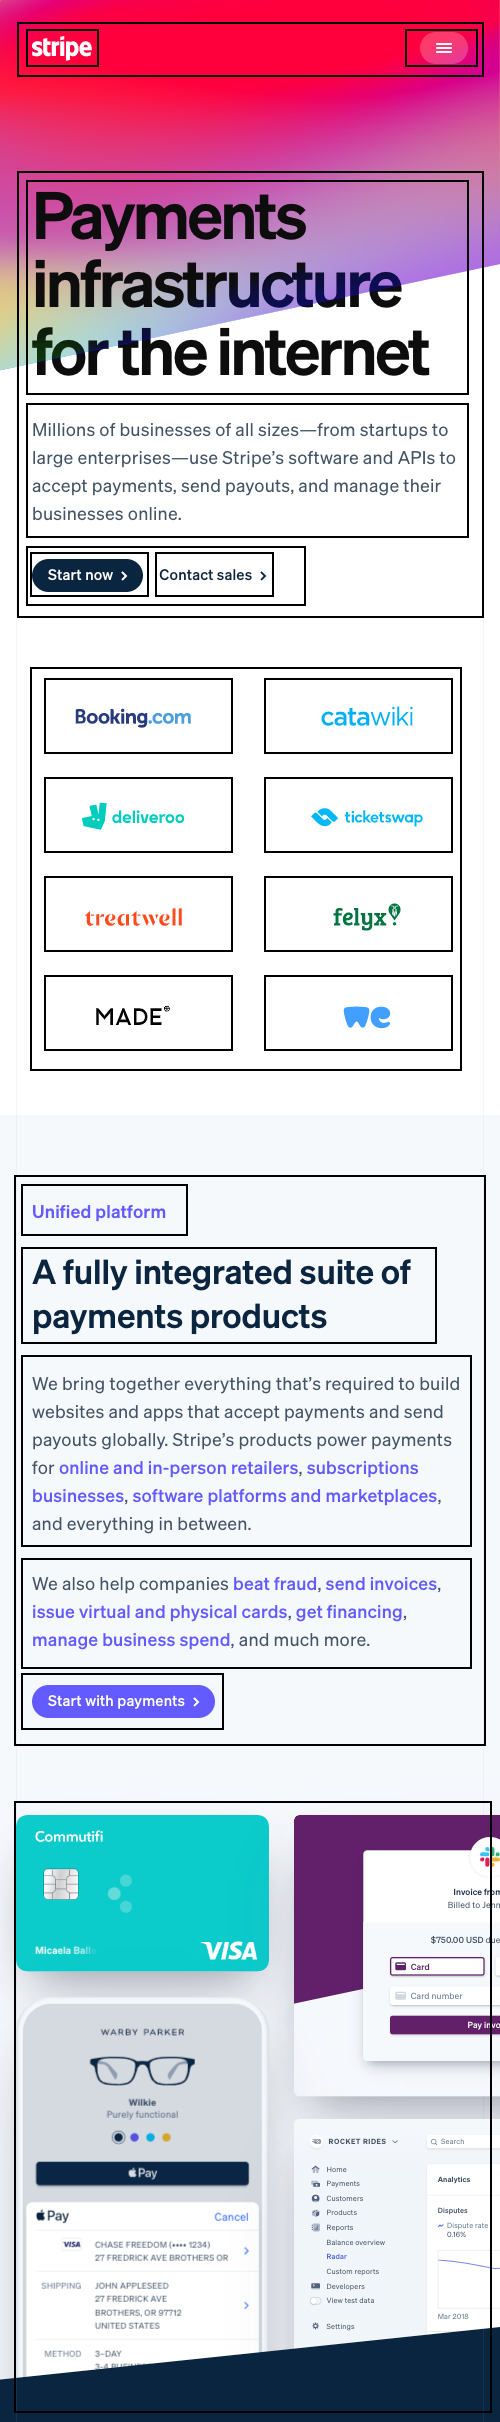 stripe
Payments
infrastructure
for the internet
Millions of businesses of all sizes—from startups to
large enterprises—use Stripe's software and APIs to
accept payments, send payouts, and manage their
businesses online.
Start now
Contact sales
Booking.com
catawiki
deliveroo
ticketswap
treatwell
felyx
MADE
we
Unified platform
A fully integrated suite of
payments products
We bring together everything that's required to build
websites and apps that accept payments and send
payouts globally. Stripe's products power payments
for online and in-person retailers, subscriptions
businesses, software platforms and marketplaces,
and everything in between.
We also help companies beat fraud, send invoices,
issue virtual and physical cards, get financing,
manage business spend, and much more.
Start with payments
Commutifi
Micaela Ball
VISA
WARBY PARKER
Wilkie
Purely functional
Pay
Pay
Cancel
VISA
CHASE FREEDOM (•••• 1234)
27 FREDRICK AVE BROTHERS OR
SHIPPING
JOHN APPLESEED
27 FREDRICK AVE
BROTHERS, OR 97712
UNITED STATES
METHOD
3-DAY
Invoice from
Billed to Jenn
$750.00 USD due
Card
Card number
Pay invo
ROCKET RIDES
Search
Home
Payments
Customers
Products
Reports
Balance overview
Radar
Custom reports
Developers
View test data
Settings
Analytics
Disputes
Dispute rate
0.16%
Mar 2018